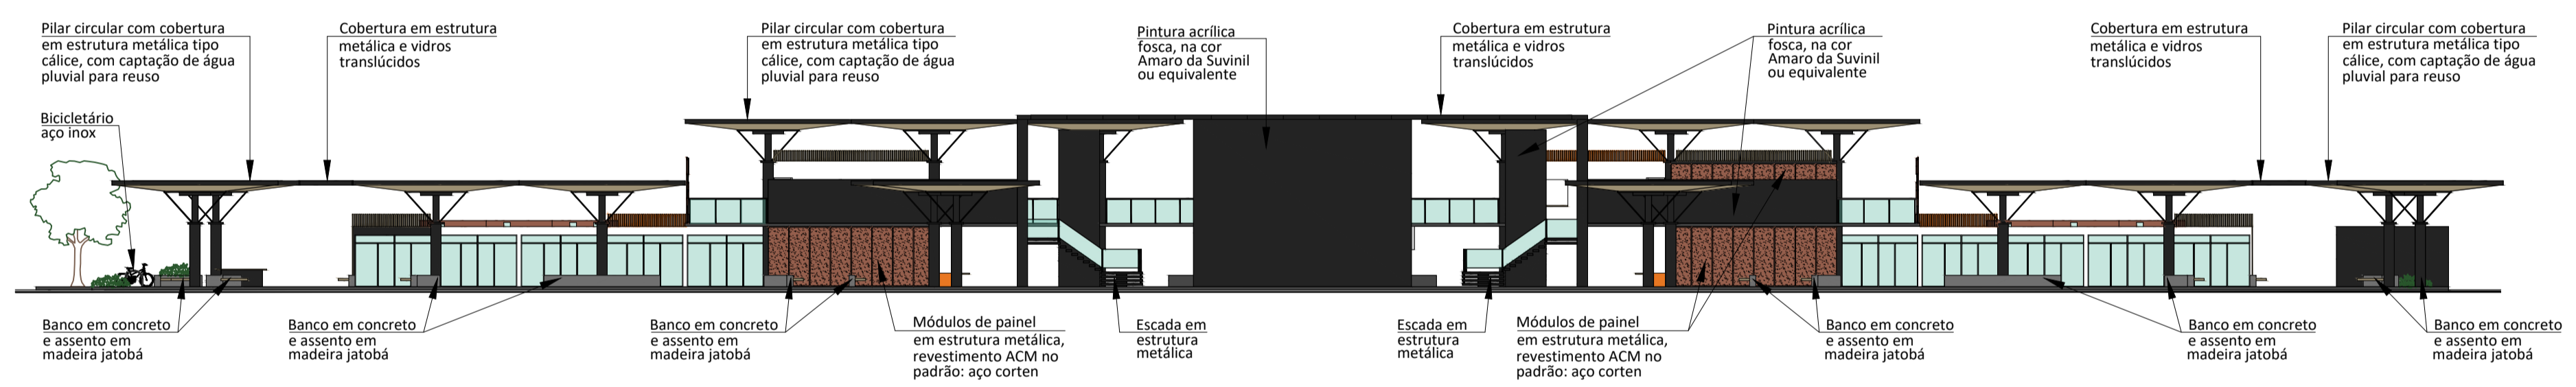 Pilar circular com cobertura
em estrutura metálica tipo
cálice, com captação de água
pluvial para reuso
Cobertura em estrutura
metálica e vidros
translúcidos
Pilar circular com cobertura
em estrutura metálica tipo
cálice, com captação de água
pluvial para reuso
Pintura acrílica
fosca, na cor
Amaro da Suvinil
ou equivalente
Cobertura em estrutura
metálica e vidros
translúcidos
Pintura acrílica
fosca, na cor
Amaro da Suvinil
ou equivalente
Cobertura em estrutura
metálica e vidros
translúcidos
Pilar circular com cobertura
em estrutura metálica tipo
cálice, com captação de água
pluvial para reuso
Bicicletário
aço inox
Banco em concreto
e assento em
madeira jatobá
Banco em concreto
e assento em
madeira jatobá
Banco em concreto
e assento em
madeira jatobá
Módulos de painel
em estrutura metálica,
revestimento ACM no
padrão: aço corten
Escada em
estrutura
metálica
Escada em
estrutura
metálica
Módulos de painel
em estrutura metálica,
revestimento ACM no
padrão: aço corten
Banco em concreto
e assento em
madeira jatobá
Banco em concreto
e assento em
madeira jatobá
Banco em concreto
e assento em
madeira jatobá